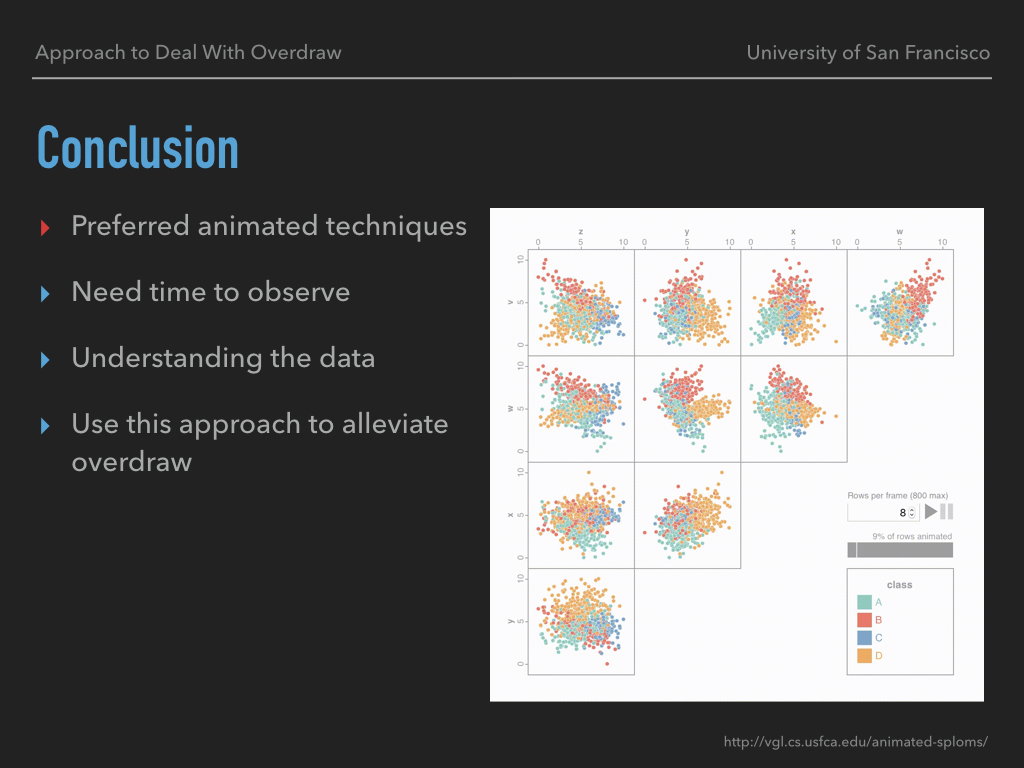 Approach to Deal With Overdraw
University of San Francisco
Conclusion
Preferred animated techniques
Need time to observe
Understanding the data
Use this approach to alleviate
overdraw
z y x w
0 5 10 0 5 10 0 5 10 0 5 10
v
10
5
0
w
10
5
0
x
10
5
0
Rows per frame (800 max)
8
9% of rows animated
y
10
5
0
class
A
B
C
D
http://vgl.cs.usfca.edu/animated-sploms/